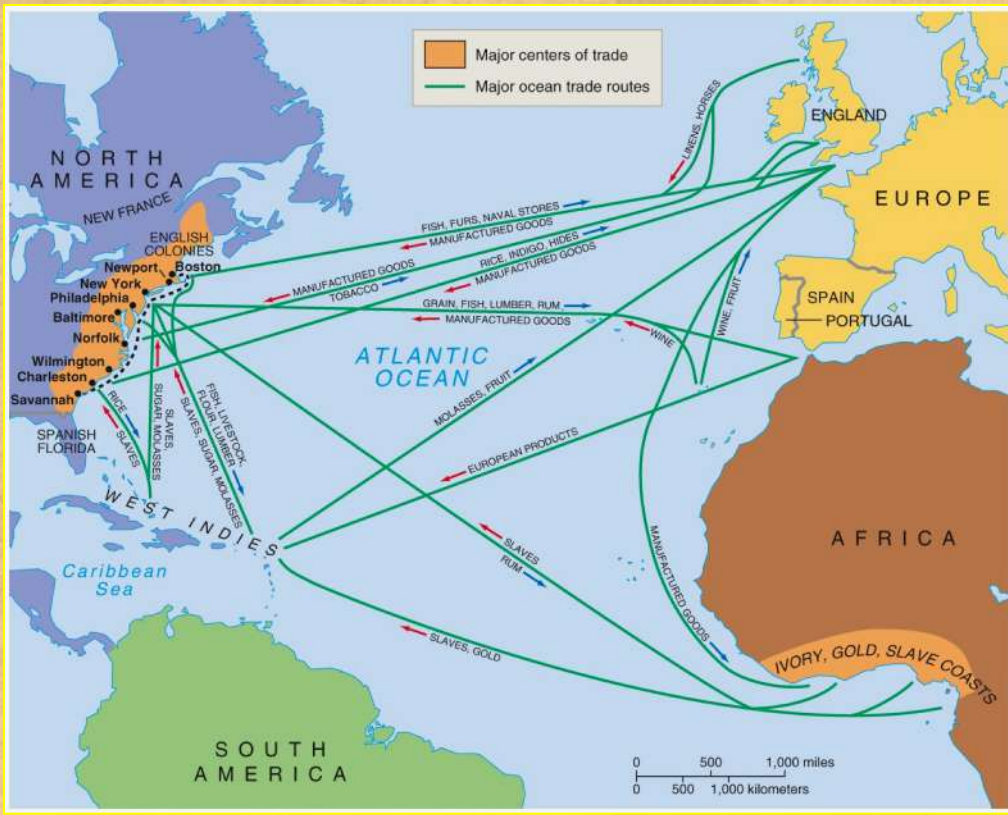 Major centers of trade
Major ocean trade routes
NORTH
AMERICA
NEW FRANCE
ENGLISH
COLONIES
Newport
Boston
New York
Philadelphia
Baltimore
Norfolk
Wilmington
Charleston
Savannah
SPANISH
FLORIDA
WEST INDIES
Caribbean
Sea
SOUTH
AMERICA
ATLANTIC
OCEAN
ENGLAND
EUROPE
SPAIN
PORTUGAL
AFRICA
IVORY, GOLD, SLAVE COASTS
LINENS, HORSES
FISH, FURS, NAVAL STORES
MANUFACTURED GOODS
MANUFACTURED GOODS
TOBACCO
RICE, INDIGO, HIDES
MANUFACTURED GOODS
GRAIN, FISH, LUMBER, RUM
MANUFACTURED GOODS
WINE
WINE, FRUIT
MOLASSES, FRUIT
EUROPEAN PRODUCTS
RICE
SLAVES
SLAVES,
SUGAR, MOLASSES
FISH, LIVESTOCK,
FLOUR, LUMBER
SLAVES, SUGAR, MOLASSES
SLAVES
RUM
MANUFACTURED GOODS
SLAVES, GOLD
0 500 1,000 miles
0 500 1,000 kilometers